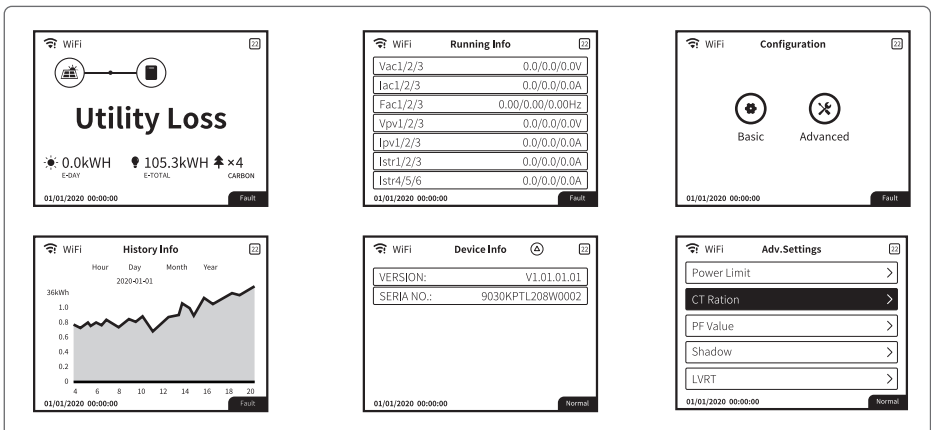 WiFi 22
Utility Loss
0.0kWH 105.3kWH ×4
E-DAY E-TOTAL CARBON
01/01/2020 00:00:00 Fault
WiFi Running Info 22
Vac1/2/3 0.0/0.0/0.0V
Iac1/2/3 0.0/0.0/0.0A
Fac1/2/3 0.00/0.00/0.00Hz
Vpv1/2/3 0.0/0.0/0.0V
Ipv1/2/3 0.0/0.0/0.0A
Istr1/2/3 0.0/0.0/0.0A
Istr4/5/6 0.0/0.0/0.0A
01/01/2020 00:00:00 Fault
WiFi Configuration 22
Basic Advanced
01/01/2020 00:00:00 Fault
WiFi History Info 22
Hour Day Month Year
2020-01-01
36kWh
1.0
0.8
0.6
0.4
0.2
0
4 6 8 10 12 14 16 18 20
01/01/2020 00:00:00 Fault
WiFi Device Info 22
VERSION: V1.01.01.01
SERIA NO.: 9030KPTL208W0002
01/01/2020 00:00:00 Normal
WiFi Adv.Settings 22
Power Limit
CT Ration
PF Value
Shadow
LVRT
01/01/2020 00:00:00 Normal